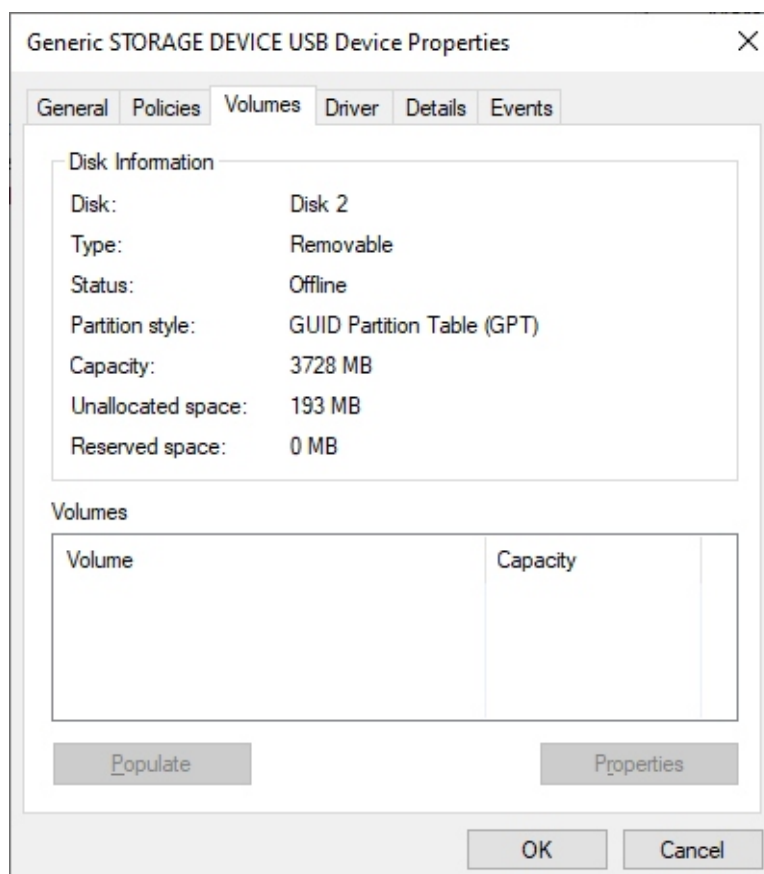 Generic STORAGE DEVICE USB Device Properties
General Policies Volumes Driver Details Events
Disk Information
Disk: Disk 2
Type: Removable
Status: Offline
Partition style: GUID Partition Table (GPT)
Capacity: 3728 MB
Unallocated space: 193 MB
Reserved space: 0 MB
Volumes
Volume Capacity
Populate Properties
OK Cancel